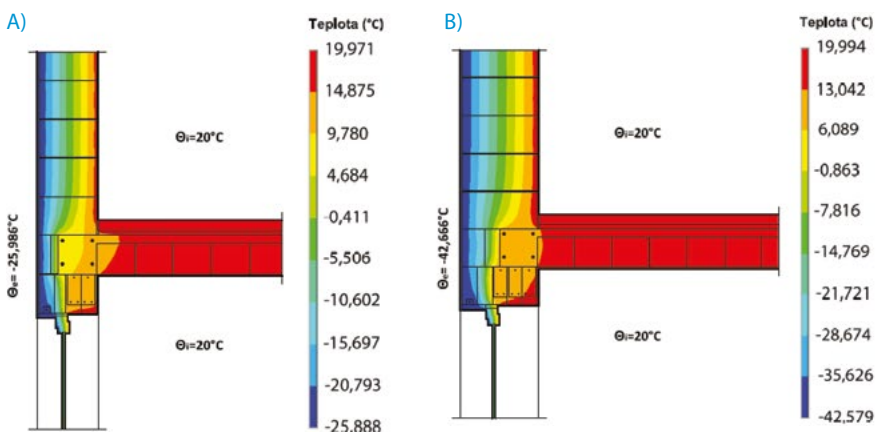 A)
Teplota (°C)
19,971
14,875
9,780
4,684
-0,411
-5,506
-10,602
-15,697
-20,793
-25,888
Θi=20°C
Θe= -25,986°C
Θi=20°C
B)
Teplota (°C)
19,994
13,042
6,089
-0,863
-7,816
-14,769
-21,721
-28,674
-35,626
-42,579
Θi=20°C
Θe= -42,666°C
Θi=20°C